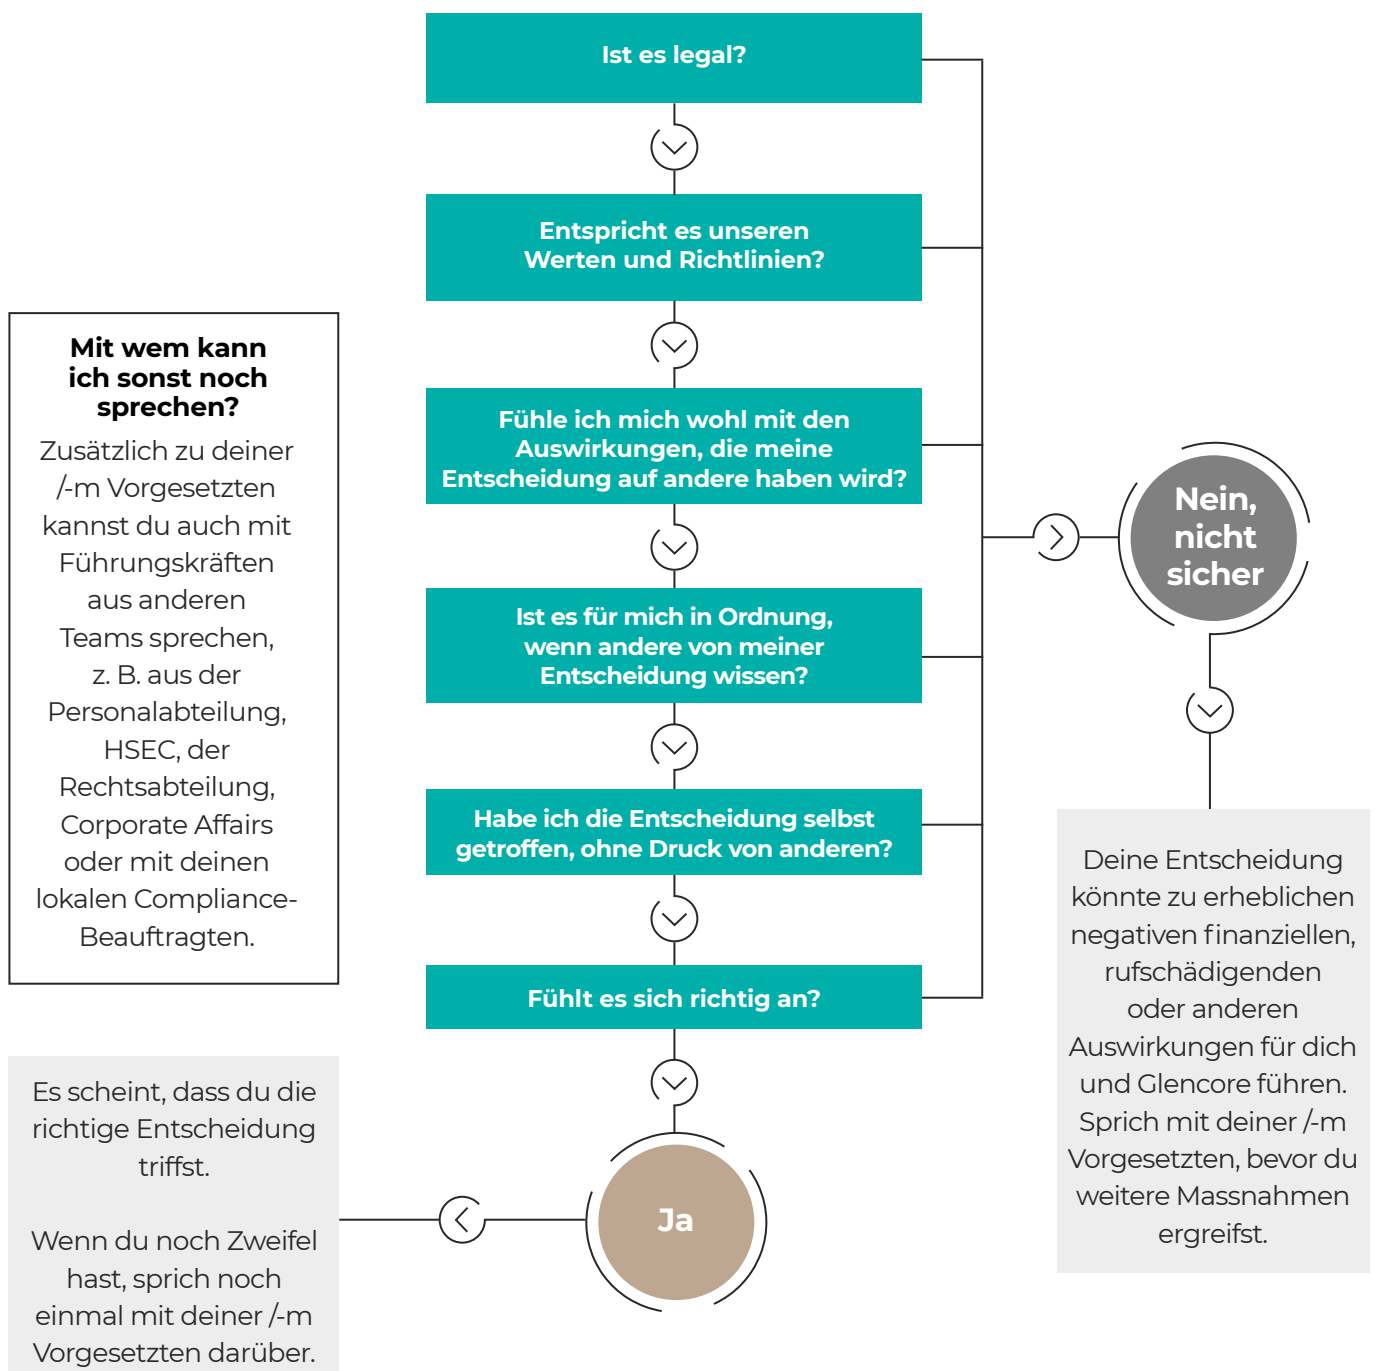 Ist es legal?
Entspricht es unseren
Werten und Richtlinien?
Fühle ich mich wohl mit den
Auswirkungen, die meine
Entscheidung auf andere haben wird?
Ist es für mich in Ordnung,
wenn andere von meiner
Entscheidung wissen?
Habe ich die Entscheidung selbst
getroffen, ohne Druck von anderen?
Fühlt es sich richtig an?
Ja
Nein,
nicht
sicher
Deine Entscheidung
könnte zu erheblichen
negativen finanziellen,
rufschädigenden
oder anderen
Auswirkungen für dich
und Glencore führen.
Sprich mit deiner /-m
Vorgesetzten, bevor du
weitere Massnahmen
ergreifst.
Mit wem kann
ich sonst noch
sprechen?
Zusätzlich zu deiner
/-m Vorgesetzten
kannst du auch mit
Führungskräften
aus anderen
Teams sprechen,
z. B. aus der
Personalabteilung,
HSEC, der
Rechtsabteilung,
Corporate Affairs
oder mit deinen
lokalen Compliance-
Beauftragten.
Es scheint, dass du die
richtige Entscheidung
triffst.
Wenn du noch Zweifel
hast, sprich noch
einmal mit deiner /-m
Vorgesetzten darüber.